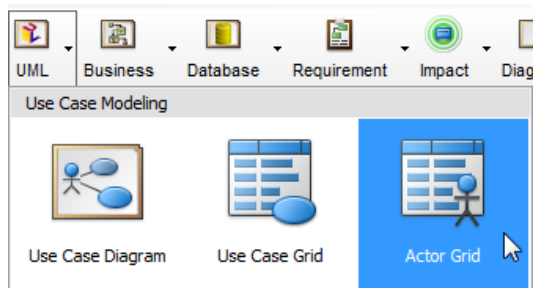 UML Business Database Requirement Impact Diag
Use Case Modeling
Use Case Diagram Use Case Grid Actor Grid